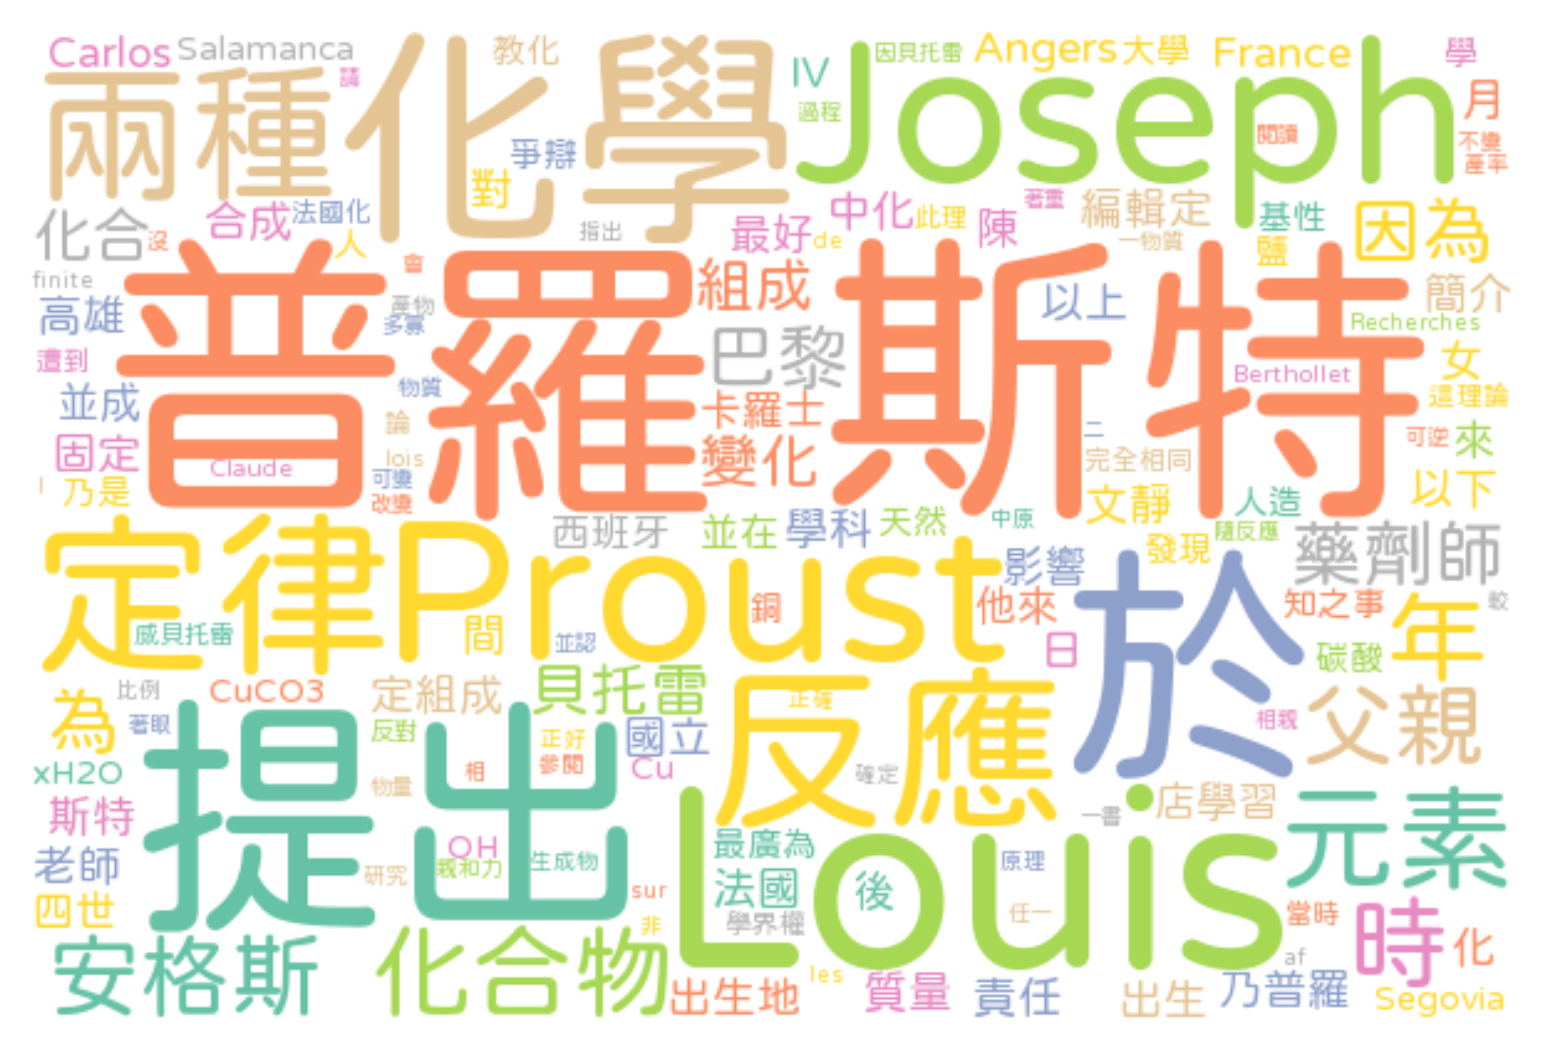 Carlos Salamanca 教化 因貝托雷 Angers 大學 France 學
兩種 請 化學 IV Joseph 月
過程 閱讀 不變
爭辯 產率
對
化合 合成 法國化 中化 此理 著重 編輯定 基性 因為
沒 人 指出 最好 de 陳 一物質 鹽
finite 會 組成 以上 簡介
高雄 產物 普羅斯特
多寡 Recherches
遭到 巴黎 女
物質 Berthollet
並成 卡羅士 這理論
論 二
固定 變化 可逆 來
Claude lois 完全相同
乃是 可變 以下
改變 文靜 人造
西班牙 並在 學科 天然 中原 隨反應
定律 Proust 影響 發現 藥劑師
銅 他來 於 知之事 較
威貝托雷 間 並認 日 碳酸 年
比例 CuCO3 定組成 貝托雷 正確
為 著眼 反對 國立 反應 相親 父親
正好
xH2O 提出 相 參閱 Cu 確定
物量
斯特 一書 店學習 元素
老師 OH 最廣為 Louis
研究 親和力 生成物 原理
四世 sur 法國 後
非 學界權 任一 當時 時
安格斯 化合物 af 化
les
出生地 質量 責任 出生 乃普羅 Segovia